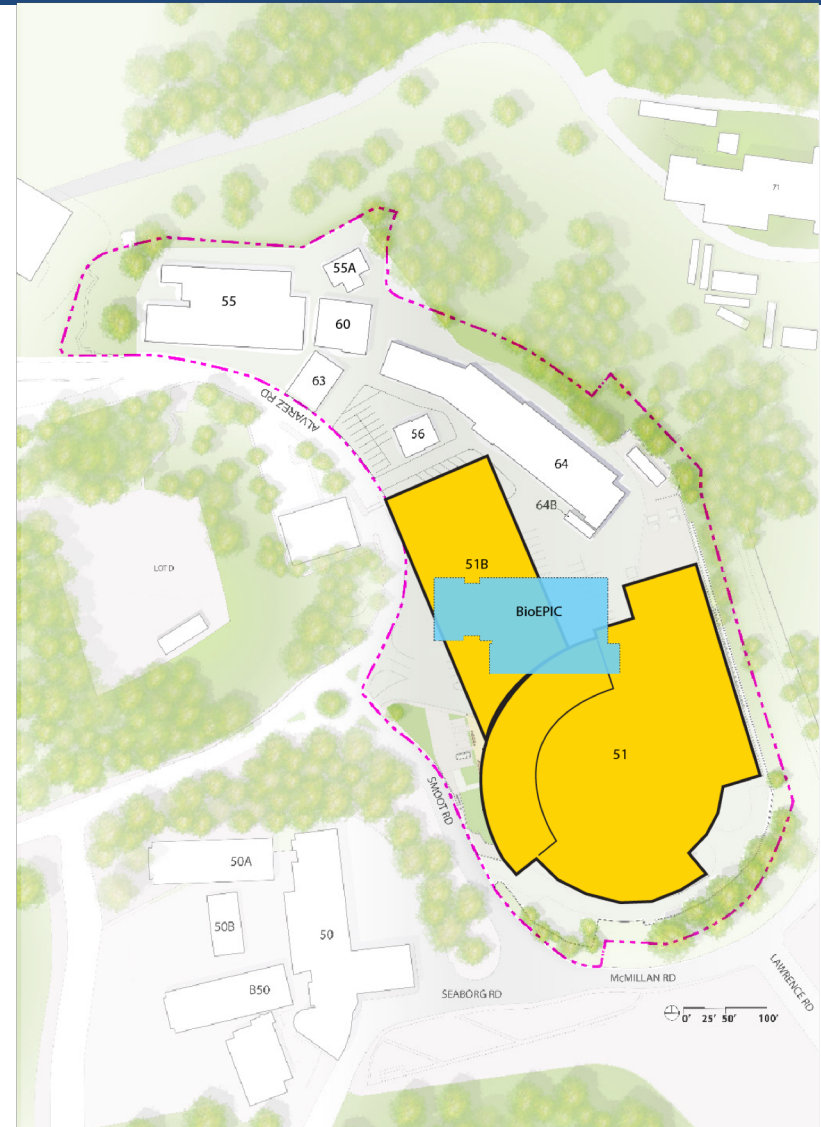 71
55A
55
60
63
ALVAREZ RD
56
64
64B
51B
LOT D
BioEPIC
51
SMOOT RD
50A
50B
50
B50
SEABORG RD
McMILLAN RD
LAWRENCE RD
0' 25' 50' 100'